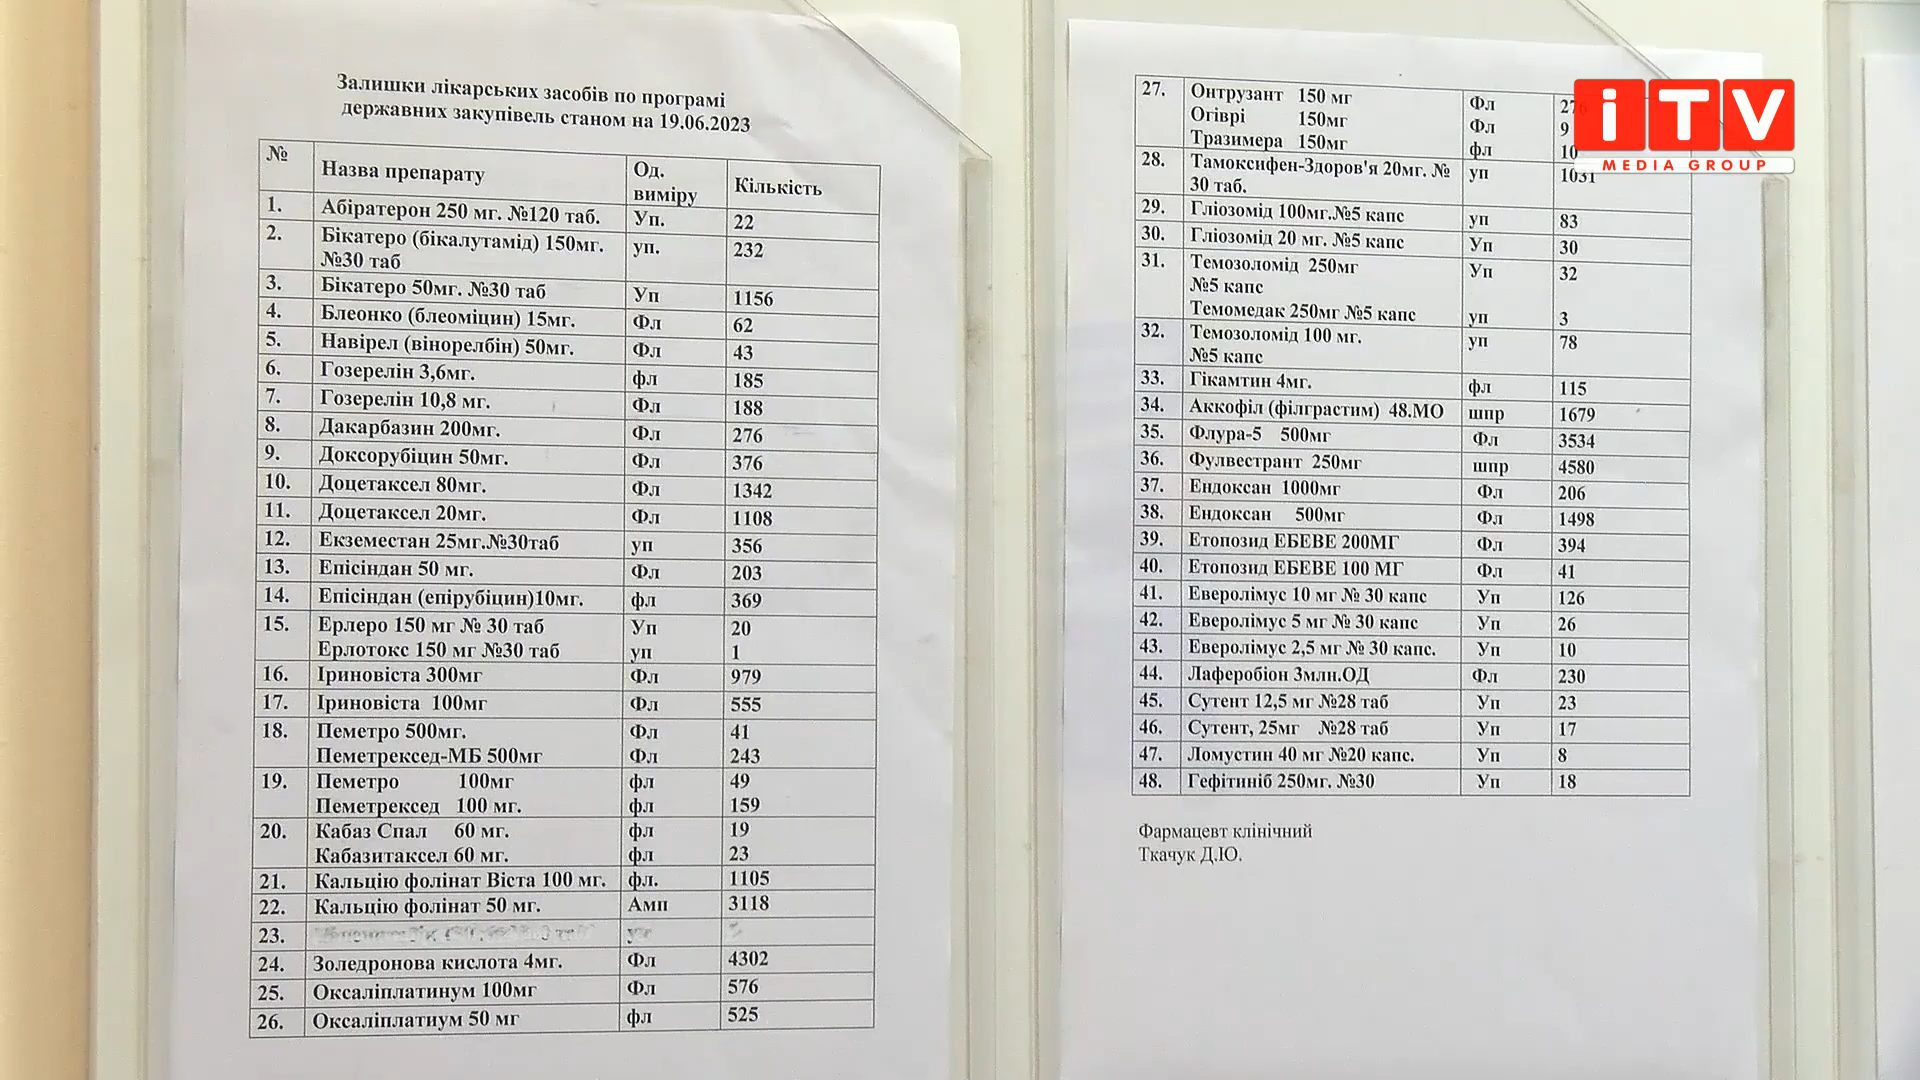 Залишки лікарських засобів по програмі
державних закупівель станом на 19.06.2023
№ Назва препарату Од. виміру Кількість
1. Абіратерон 250 мг. №120 таб. Уп. 22
2. Бікатеро (бікалутамід) 150мг. уп. 232
№30 таб
3. Бікатеро 50мг. №30 таб Уп 1156
4. Блеонко (блеоміцин) 15мг. Фл 62
5. Навірел (вінорелбін) 50мг. Фл 43
6. Гозерелін 3,6мг. фл 185
7. Гозерелін 10,8 мг. Фл 188
8. Дакарбазин 200мг. Фл 276
9. Доксорубіцин 50мг. Фл 376
10. Доцетаксел 80мг. Фл 1342
11. Доцетаксел 20мг. Фл 1108
12. Екземестан 25мг.№30таб уп 356
13. Епісіндан 50 мг. Фл 203
14. Епісіндан (епірубіцин)10мг. фл 369
15. Ерлеро 150 мг № 30 таб Уп 20
Ерлотокс 150 мг №30 таб уп 1
16. Іриновіста 300мг Фл 979
17. Іриновіста 100мг Фл 555
18. Пеметро 500мг. Фл 41
Пеметрексед-МБ 500мг Фл 243
19. Пеметро 100мг фл 49
Пеметрексед 100 мг. фл 159
20. Кабаз Спал 60 мг. фл 19
Кабазитаксел 60 мг. фл 23
21. Кальцію фолінат Віста 100 мг. фл. 1105
22. Кальцію фолінат 50 мг. Амп 3118
23.
24. Золедронова кислота 4мг. Фл 4302
25. Оксаліплатинум 100мг Фл 576
26. Оксаліплатиум 50 мг фл 525
27. Онтрузант 150 мг Фл
Огіврі 150мг Фл 9
Тразимера 150мг фл 10
28. Тамоксифен-Здоров'я 20мг. № уп 1031
30 таб.
29. Гліозомід 100мг.№5 капс уп 83
30. Гліозомід 20 мг. №5 капс Уп 30
31. Темозоломід 250мг Уп 32
№5 капс
Темомедак 250мг №5 капс уп 3
32. Темозоломід 100 мг. уп 78
№5 капс
33. Гікамтин 4мг. фл 115
34. Аккофіл (філграстим) 48.МО шпр 1679
35. Флура-5 500мг Фл 3534
36. Фулвестрант 250мг шпр 4580
37. Ендоксан 1000мг Фл 206
38. Ендоксан 500мг Фл 1498
39. Етопозид ЕБЕВЕ 200МГ Фл 394
40. Етопозид ЕБЕВЕ 100 МГ Фл 41
41. Еверолімус 10 мг № 30 капс Уп 126
42. Еверолімус 5 мг № 30 капс Уп 26
43. Еверолімус 2,5 мг № 30 капс. Уп 10
44. Лаферобіон 3млн.ОД Фл 230
45. Сутент 12,5 мг №28 таб Уп 23
46. Сутент, 25мг №28 таб Уп 17
47. Ломустин 40 мг №20 капс. Уп 8
48. Гефітиніб 250мг. №30 Уп 18
Фармацевт клінічний
Ткачук Д.Ю.
iTV
MEDIA GROUP